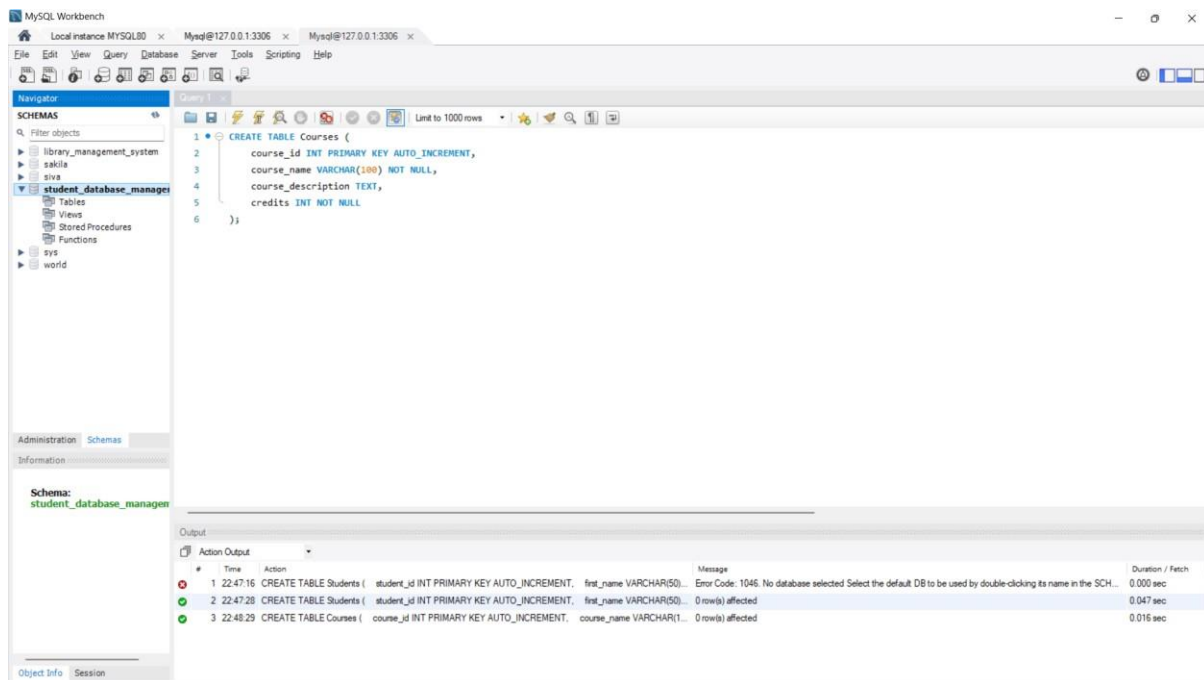 MySQL Workbench
Local instance MYSQL80 × Mysql@127.0.0.1:3306 × Mysql@127.0.0.1:3306 ×
File Edit View Query Database Server Tools Scripting Help
Navigator
Query 1 ×
SCHEMAS
Limit to 1000 rows
Filter objects
library_management_system
sakila
siva
student_database_manager
Tables
Views
Stored Procedures
Functions
sys
world
1 CREATE TABLE Courses (
2 course_id INT PRIMARY KEY AUTO_INCREMENT,
3 course_name VARCHAR(100) NOT NULL,
4 course_description TEXT,
5 credits INT NOT NULL
6 );
Administration Schemas
Information
Schema:
student_database_managem
Output
Action Output
# Time Action Message Duration / Fetch
1 22:47:16 CREATE TABLE Students ( student_id INT PRIMARY KEY AUTO_INCREMENT, first_name VARCHAR(50)... Error Code: 1046. No database selected Select the default DB to be used by double-clicking its name in the SCH... 0.000 sec
2 22:47:28 CREATE TABLE Students ( student_id INT PRIMARY KEY AUTO_INCREMENT, first_name VARCHAR(50)... 0 row(s) affected 0.047 sec
3 22:48:29 CREATE TABLE Courses ( course_id INT PRIMARY KEY AUTO_INCREMENT, course_name VARCHAR(1... 0 row(s) affected 0.016 sec
Object Info Session